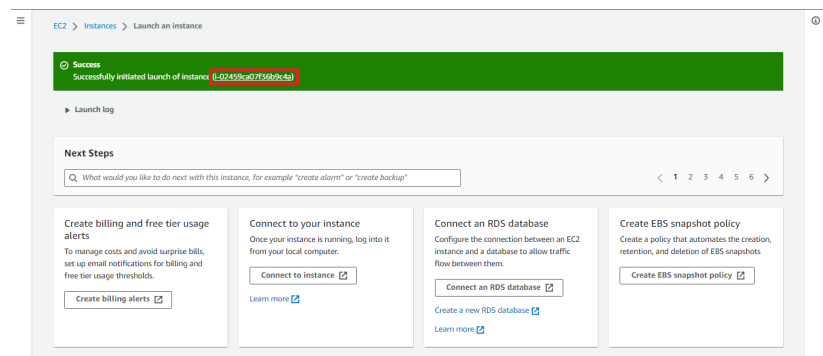 EC2 > Instances > Launch an instance
Success
Successfully initiated launch of instance (i-02459ca07f36b9c4a)
Launch log
Next Steps
What would you like to do next with this instance, for example "create alarm" or "create backup"
< 1 2 3 4 5 6 >
Create billing and free tier usage
alerts
To manage costs and avoid surprise bills,
set up email notifications for billing and
free tier usage thresholds.
Create billing alerts
Connect to your instance
Once your instance is running, log into it
from your local computer.
Connect to instance
Learn more
Connect an RDS database
Configure the connection between an EC2
instance and a database to allow traffic
flow between them.
Connect an RDS database
Create a new RDS database
Learn more
Create EBS snapshot policy
Create a policy that automates the creation,
retention, and deletion of EBS snapshots
Create EBS snapshot policy